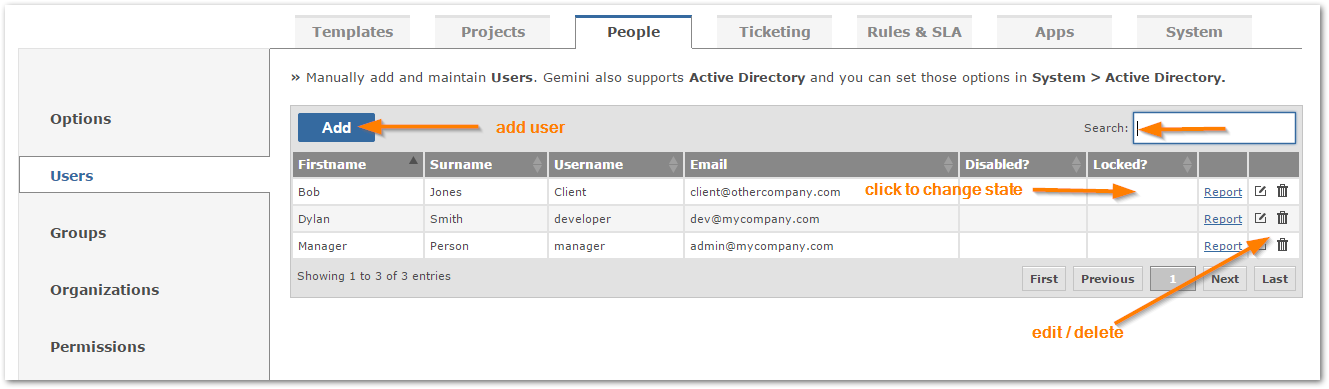 Templates Projects People Ticketing Rules & SLA Apps System
» Manually add and maintain Users. Gemini also supports Active Directory and you can set those options in System > Active Directory.
Options
Users
Groups
Organizations
Permissions
Add add user Search:
Firstname Surname Username Email Disabled? Locked?
Bob Jones Client client@othercompany.com click to change state Report
Dylan Smith developer dev@mycompany.com Report
Manager Person manager admin@mycompany.com Report
Showing 1 to 3 of 3 entries First Previous 1 Next Last
edit / delete